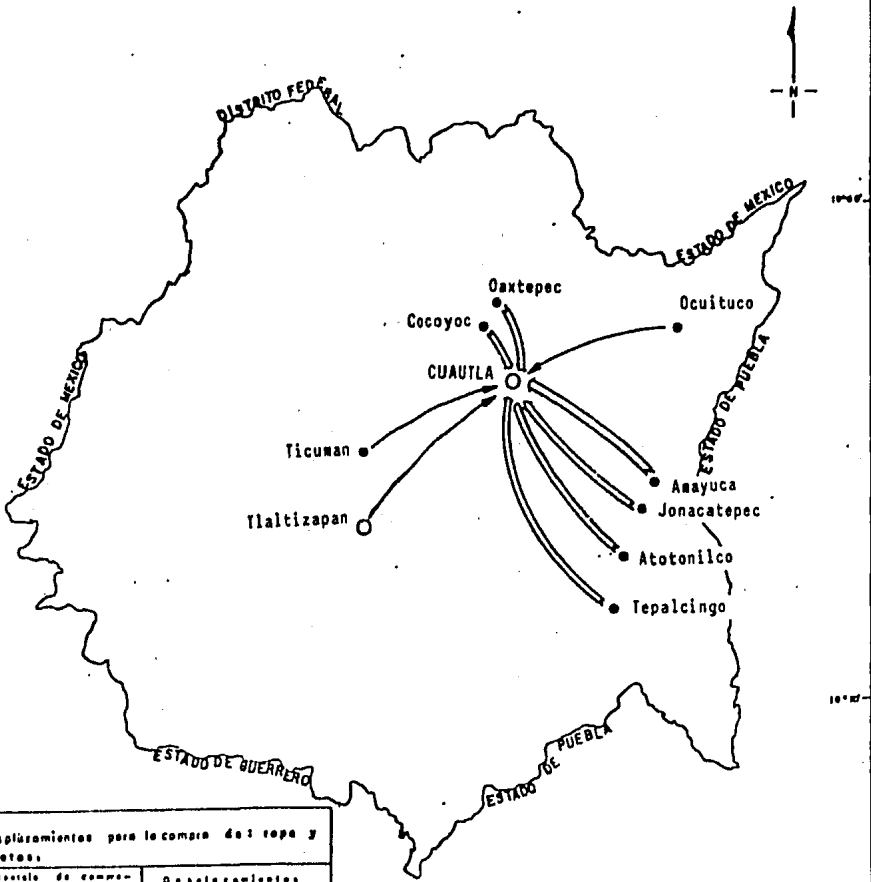 DISTRITO FEDERAL
N
ESTADO DE MEXICO
Oaxtepec
Ocuituco
Cocoyoc
CUAUTLA
ESTADO DE PUEBLA
ESTADO DE MEXICO
Ticuman
Amayuca
Jonacatepec
Tlaltizapan
Atotonilco
Tepalcingo
ESTADO DE GUERRERO
ESTADO DE PUEBLA
para la compra de: ropa y